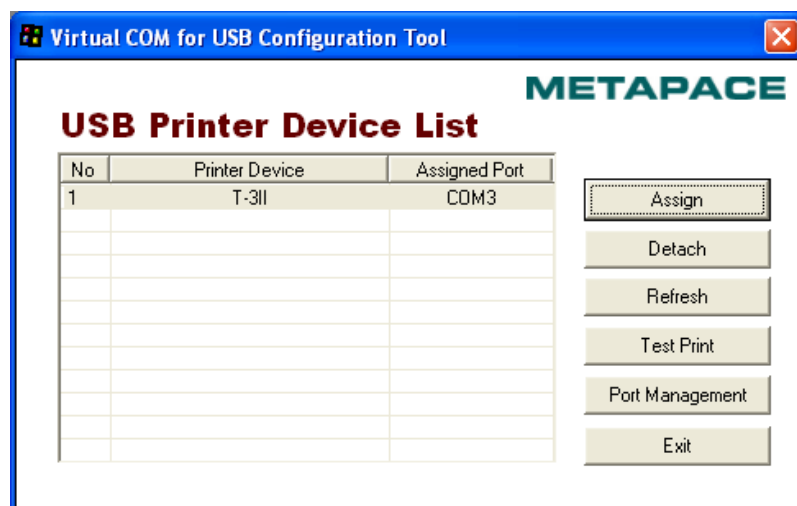 Virtual COM for USB Configuration Tool
METAPACE
USB Printer Device List
No Printer Device Assigned Port
1 T-3II COM3
Assign
Detach
Refresh
Test Print
Port Management
Exit